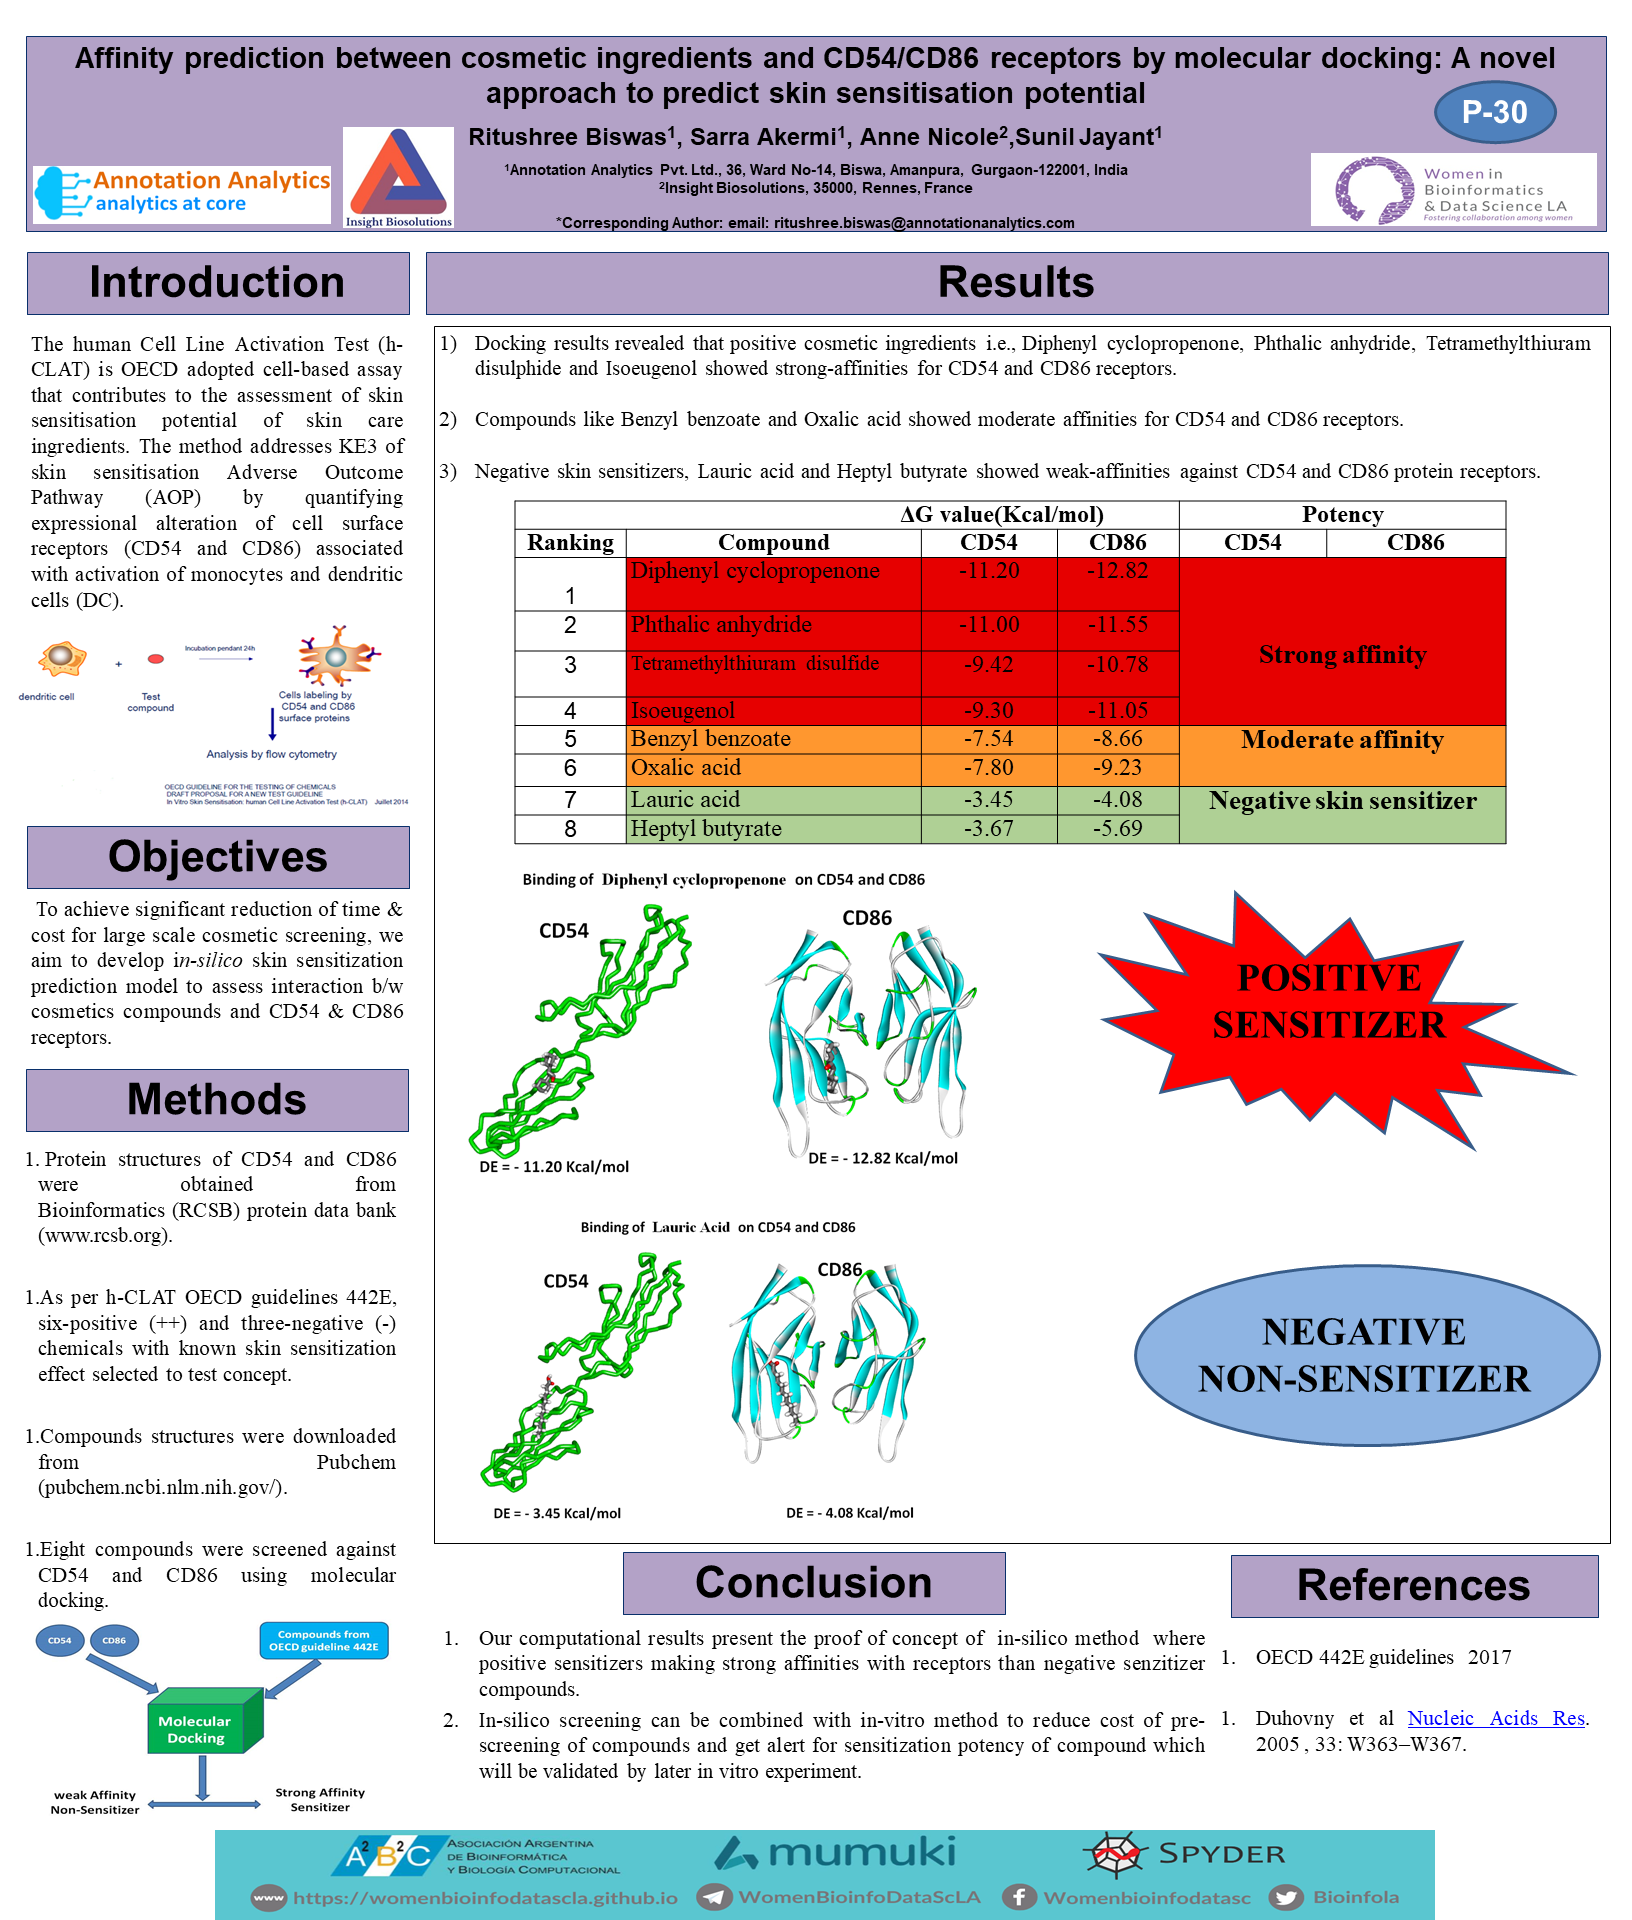 Affinity prediction between cosmetic ingredients and CD54/CD86 receptors by molecular docking: A novel
approach to predict skin sensitisation potential
P-30
Ritushree Biswas1, Sarra Akermi1, Anne Nicole2,Sunil Jayant1
1Annotation Analytics Pvt. Ltd., 36, Ward No-14, Biswa, Amanpura, Gurgaon-122001, India
2Insight Biosolutions, 35000, Rennes, France
*Corresponding Author: email: ritushree.biswas@annotationanalytics.com
Annotation Analytics
analytics at core
Insight Biosolutions
Women in
Bioinformatics
& Data Science LA
Fostering collaboration among women
Introduction
The human Cell Line Activation Test (h-
CLAT) is OECD adopted cell-based assay
that contributes to the assessment of skin
sensitisation potential of skin care
ingredients. The method addresses KE3 of
skin sensitisation Adverse Outcome
Pathway (AOP) by quantifying
expressional alteration of cell surface
receptors (CD54 and CD86) associated
with activation of monocytes and dendritic
cells (DC).
Incubation pendant 24h
+
dendritic cell
Test
compound
Cells labeling by
CD54 and CD86
surface proteins
Analysis by flow cytometry
OECD GUIDELINE FOR THE TESTING OF CHEMICALS
DRAFT PROPOSAL FOR A NEW TEST GUIDELINE
In Vitro Skin Sensitisation: human Cell Line Activation Test (h-CLAT) Juillet 2014
Objectives
To achieve significant reduction of time &
cost for large scale cosmetic screening, we
aim to develop in-silico skin sensitization
prediction model to assess interaction b/w
cosmetics compounds and CD54 & CD86
receptors.
Methods
1. Protein structures of CD54 and CD86
were obtained from
Bioinformatics (RCSB) protein data bank
(www.rcsb.org).
1.As per h-CLAT OECD guidelines 442E,
six-positive (++) and three-negative (-)
chemicals with known skin sensitization
effect selected to test concept.
1.Compounds structures were downloaded
from Pubchem
(pubchem.ncbi.nlm.nih.gov/).
1.Eight compounds were screened against
CD54 and CD86 using molecular
docking.
CD54 CD86
Compounds from
OECD guideline 442E
Molecular
Docking
weak Affinity
Non-Sensitizer
Strong Affinity
Sensitizer
Results
1) Docking results revealed that positive cosmetic ingredients i.e., Diphenyl cyclopropenone, Phthalic anhydride, Tetramethylthiuram
disulphide and Isoeugenol showed strong-affinities for CD54 and CD86 receptors.
2) Compounds like Benzyl benzoate and Oxalic acid showed moderate affinities for CD54 and CD86 receptors.
3) Negative skin sensitizers, Lauric acid and Heptyl butyrate showed weak-affinities against CD54 and CD86 protein receptors.
ΔG value(Kcal/mol) Potency
Ranking Compound CD54 CD86 CD54 CD86
1 Diphenyl cyclopropenone -11.20 -12.82
2 Phthalic anhydride -11.00 -11.55
3 Tetramethylthiuram disulfide -9.42 -10.78
Strong affinity
4 Isoeugenol -9.30 -11.05
5 Benzyl benzoate -7.54 -8.66 Moderate affinity
6 Oxalic acid -7.80 -9.23
7 Lauric acid -3.45 -4.08 Negative skin sensitizer
8 Heptyl butyrate -3.67 -5.69
Binding of Diphenyl cyclopropenone on CD54 and CD86
CD54
CD86
DE = - 11.20 Kcal/mol
DE = - 12.82 Kcal/mol
POSITIVE
SENSITIZER
Binding of Lauric Acid on CD54 and CD86
CD54
CD86
DE = - 3.45 Kcal/mol
DE = - 4.08 Kcal/mol
NEGATIVE
NON-SENSITIZER
Conclusion
1. Our computational results present the proof of concept of in-silico method where
positive sensitizers making strong affinities with receptors than negative senzitizer
compounds.
2. In-silico screening can be combined with in-vitro method to reduce cost of pre-
screening of compounds and get alert for sensitization potency of compound which
will be validated by later in vitro experiment.
References
1. OECD 442E guidelines 2017
1. Duhovny et al Nucleic Acids Res.
2005 , 33: W363–W367.
A2B2C
Asociación Argentina
de Bioinformática
y Biología Computacional
mumuki
SPYDER
www https://womenbioinfodatascla.github.io
WomenBioinfoDataScLA
Womenbioinfodatasc
Bioinfola